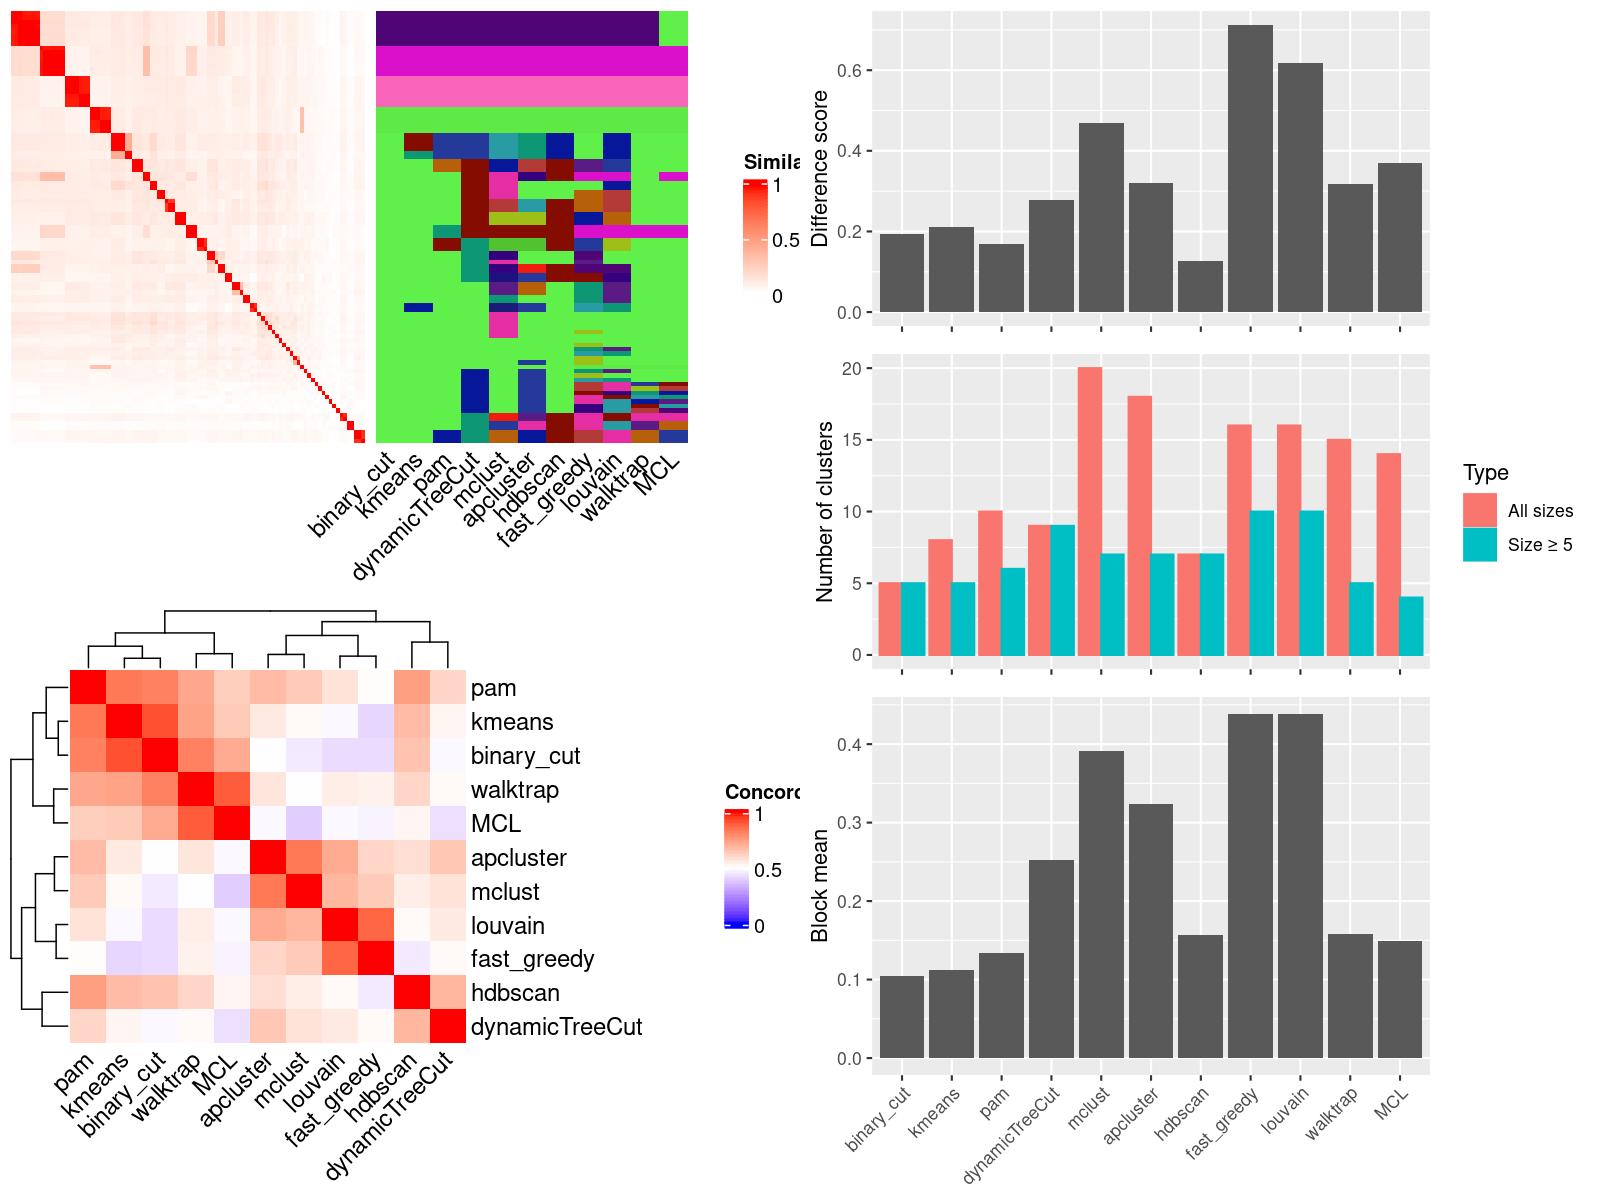 Simila
1
0.5
0
binary_cut
kmeans
pam
dynamicTreeCut
mclust
apcluster
hdbscan
fast_greedy
louvain
walktrap
MCL
pam
kmeans
binary_cut
walktrap
MCL
apcluster
mclust
louvain
fast_greedy
hdbscan
dynamicTreeCut
pam
kmeans
binary_cut
walktrap
MCL
apcluster
mclust
louvain
fast_greedy
hdbscan
dynamicTreeCut
Concord
1
0.5
0
Difference score
0.6
0.4
0.2
0.0
Number of clusters
20
15
10
5
0
Type
All sizes
Size ≥ 5
Block mean
0.4
0.3
0.2
0.1
0.0
binary_cut
kmeans
pam
dynamicTreeCut
mclust
apcluster
hdbscan
fast_greedy
louvain
walktrap
MCL